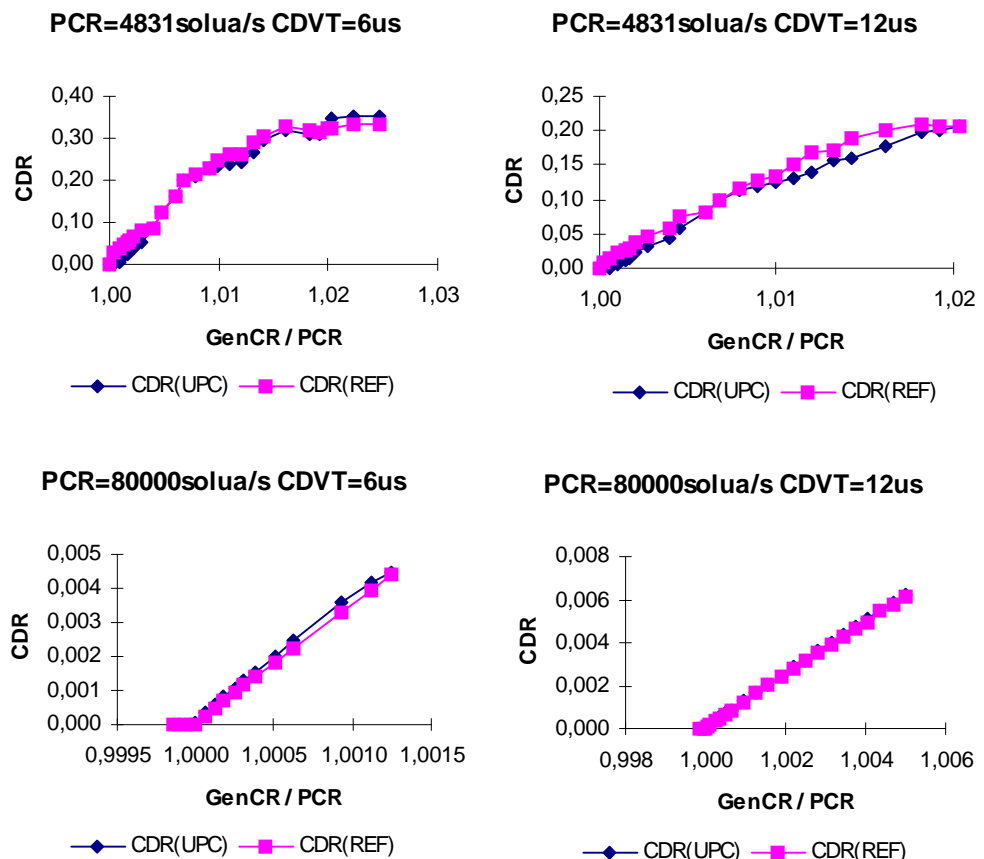 PCR=4831solua/s CDVT=6us
0,40
0,30
0,20
0,10
0,00
CDR
1,00 1,01 1,02 1,03
GenCR / PCR
CDR(UPC) CDR(REF)
PCR=4831solua/s CDVT=12us
0,25
0,20
0,15
0,10
0,05
0,00
CDR
1,00 1,01 1,02
GenCR / PCR
CDR(UPC) CDR(REF)
PCR=80000solua/s CDVT=6us
0,005
0,004
0,003
0,002
0,001
0,000
CDR
0,9995 1,0000 1,0005 1,0010 1,0015
GenCR / PCR
CDR(UPC) CDR(REF)
PCR=80000solua/s CDVT=12us
0,008
0,006
0,004
0,002
0,000
CDR
0,998 1,000 1,002 1,004 1,006
GenCR / PCR
CDR(UPC) CDR(REF)